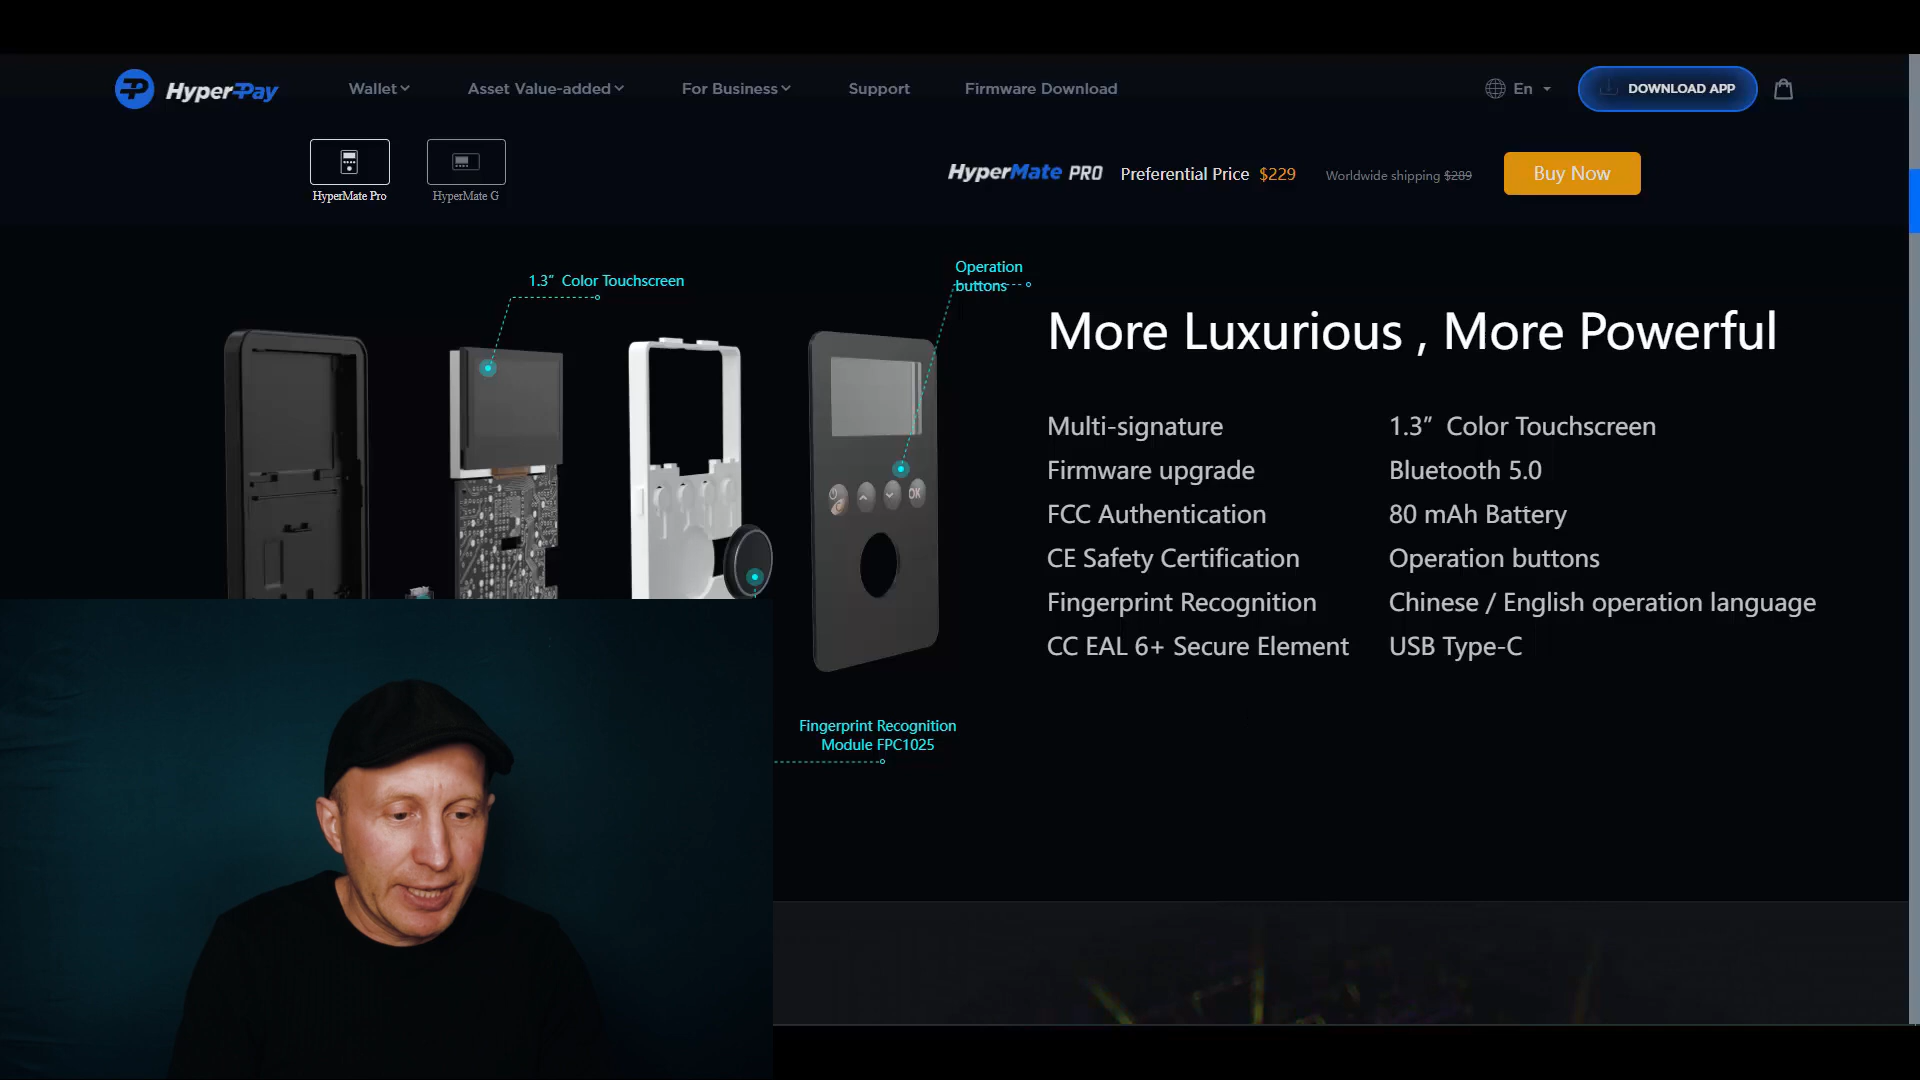 HyperPay
Wallet
Asset Value-added
For Business
Support
Firmware Download
En
DOWNLOAD APP
HyperMate Pro
HyperMate G
HyperMate PRO
Preferential Price $229
Worldwide shipping $289
Buy Now
1.3” Color Touchscreen
Operation
buttons
More Luxurious , More Powerful
Multi-signature
1.3” Color Touchscreen
Firmware upgrade
Bluetooth 5.0
FCC Authentication
80 mAh Battery
CE Safety Certification
Operation buttons
Fingerprint Recognition
Chinese / English operation language
CC EAL 6+ Secure Element
USB Type-C
OK
Fingerprint Recognition
Module FPC1025